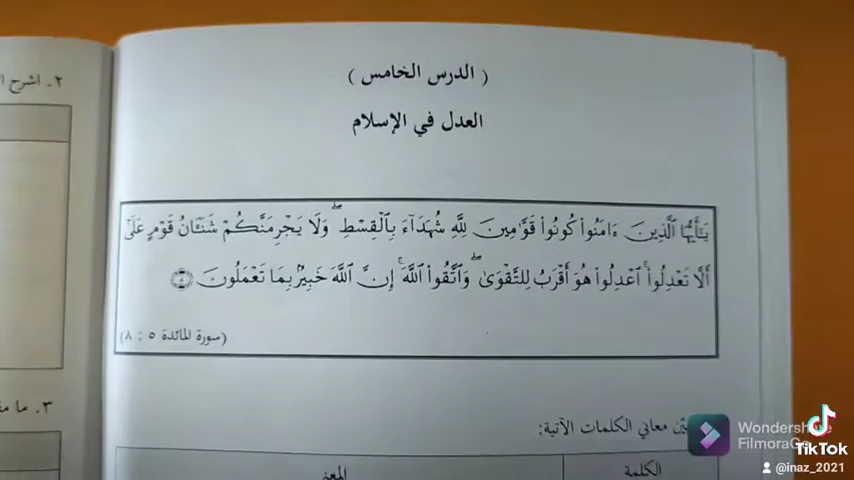 ( الدرس الخامس )
العدل في الإسلام
يَـٰٓأَيُّهَا ٱلَّذِينَ ءَامَنُوا۟ كُونُوا۟ قَوَّٰمِينَ لِلَّهِ شُهَدَآءَ بِٱلْقِسْطِ ۖ وَلَا يَجْرِمَنَّكُمْ شَنَـَٔانُ قَوْمٍ عَلَىٰٓ
أَلَّا تَعْدِلُوا۟ ۚ ٱعْدِلُوا۟ هُوَ أَقْرَبُ لِلتَّقْوَىٰ ۖ وَٱتَّقُوا۟ ٱللَّهَ ۚ إِنَّ ٱللَّهَ خَبِيرٌۢ بِمَا تَعْمَلُونَ ۝٨
(سورة المائدة ٥ : ٨)
معاني الكلمات الآتية:
الكلمة المعنى
٢. اشرح
٣. ما
Wondershare
FilmoraGo
TikTok
@inaz_2021